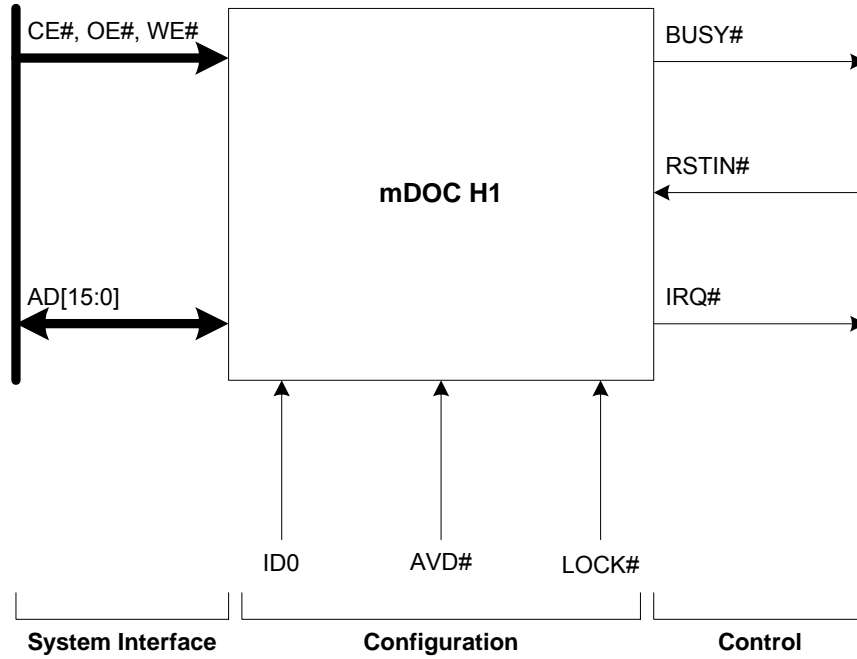 CE#, OE#, WE#
BUSY#
mDOC H1
RSTIN#
AD[15:0]
IRQ#
ID0
AVD#
LOCK#
System Interface
Configuration
Control